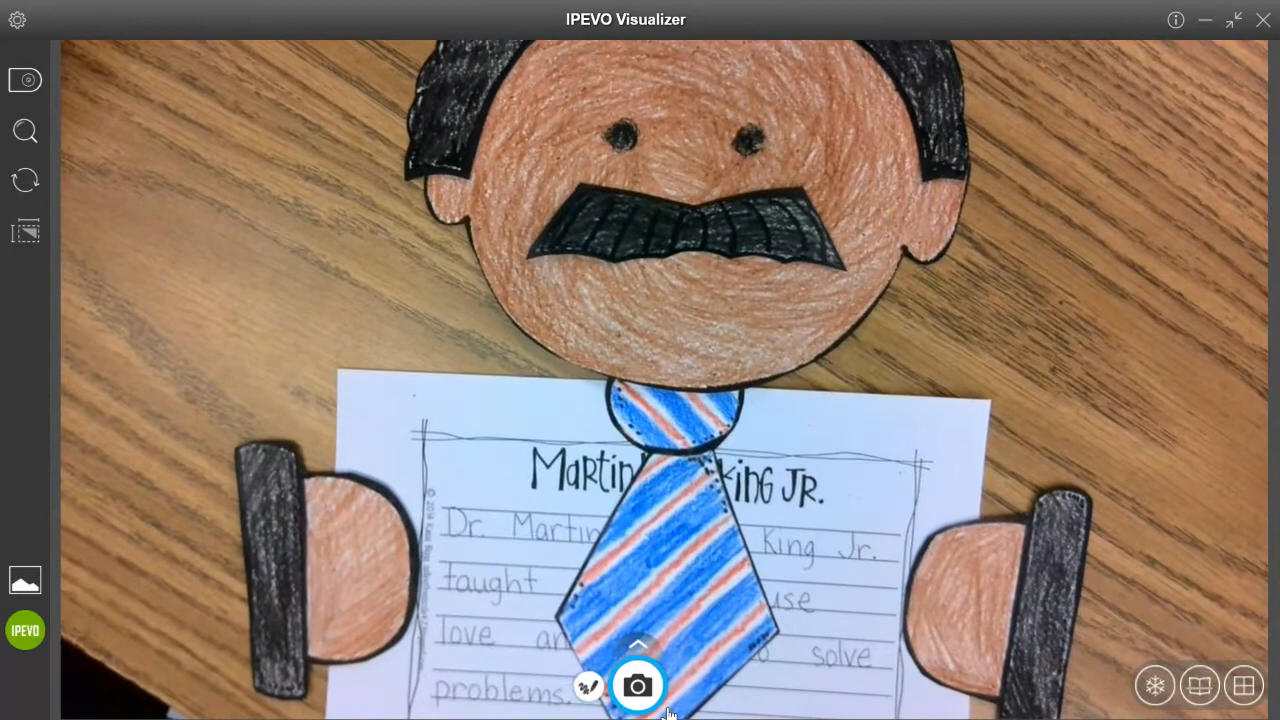 IPEVO Visualizer
Martin King Jr.
Dr. Martin King Jr.
taught use
love solve
problems.
IPEVO